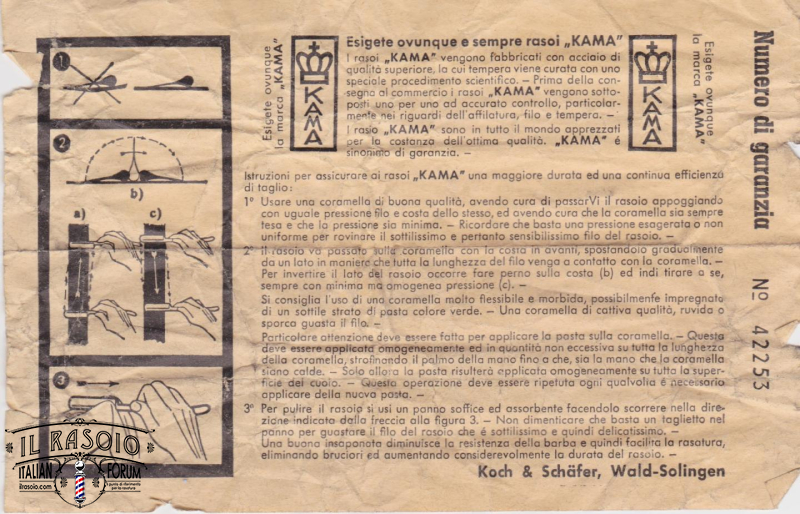 1
2
b)
a)
c)
3
Esigete ovunque
la marca „KAMA"
KAMA
Esigete ovunque e sempre rasoi „KAMA"
I rasoi „KAMA" vengono fabbricati con acciaio di
qualità superiore, la cui tempera viene curata con uno
speciale procedimento scientifico. — Prima della con-
segna al commercio i rasoi „KAMA" vengono sotto-
posti uno per uno ad accurato controllo, particolar-
mente nei riguardi dell'affilatura, filo e tempera. —
I rasio „KAMA" sono in tutto il mondo apprezzati
per la costanza dell'ottima qualità. „KAMA" é
sinonimo di garanzia. —
KAMA
Esigete ovunque
la marca „KAMA"
Istruzioni per assicurare ai rasoi „KAMA" una maggiore durata ed una continua efficienza
di taglio:
1° Usare una coramella di buona qualità, avendo cura di passarVi il rasoio appoggiando
con uguale pressione filo e costa dello stesso, ed avendo cura che la coramella sia sempre
tesa e che la pressione sia minima. — Ricordare che basta una pressione esagerata o non
uniforme per rovinare il sottilissimo e pertanto sensibilissimo filo del rasoio. —
2° Il rasoio va passato sulla coramella con la costa in avanti, spostandolo gradualmente
da un lato in maniere che tutta la lunghezza del filo venga a contatto con la coramella. —
Per invertire il lato del rasoio occorre far perno sulla costa (b) ed indi tirare a se,
sempre con minima ma omogenea pressione (c). —
Si consiglia l'uso di una coramella molto flessibile e morbida, possibilmente impregnata
di un sottile strato di pasta colore verde. — Una coramella di cattiva qualità, ruvida o
sporca guasta il filo. —
Particolare attenzione deve essere fatta per applicare la pasta sulla coramella. — Questa
deve essere applicata omogeneamente ed in quantità non eccessiva su tutta la lunghezza
della coramella, strofinando il palmo della mano fino a che, sia la mano che la coramella
siano calde. — Solo allora la pasta risulterà applicata omogeneamente su tutta la super-
ficie del cuoio. — Questa operazione deve essere ripetuta ogni qualvolta é necessario
applicare della nuova pasta. —
3° Per pulire il rasoio si usi un panno soffice ed assorbente facendolo scorrere nella dire-
zione indicata dalla freccia alla figura 3. — Non dimenticare che basta un taglietto nel
panno per guastare il filo del rasoio che é sottilissimo e quindi delicatissimo. —
Una buona insaponata diminuisce la resistenza della barba e quindi facilita la rasatura,
eliminando bruciori ed aumentando considerevolmente la durata del rasoio. —
Koch & Schäfer, Wald-Solingen
Numero di garanzia
No 42253
IL RASOIO
ITALIAN FORUM
ilrasoio.com
il punto di riferimento
per la rasatura